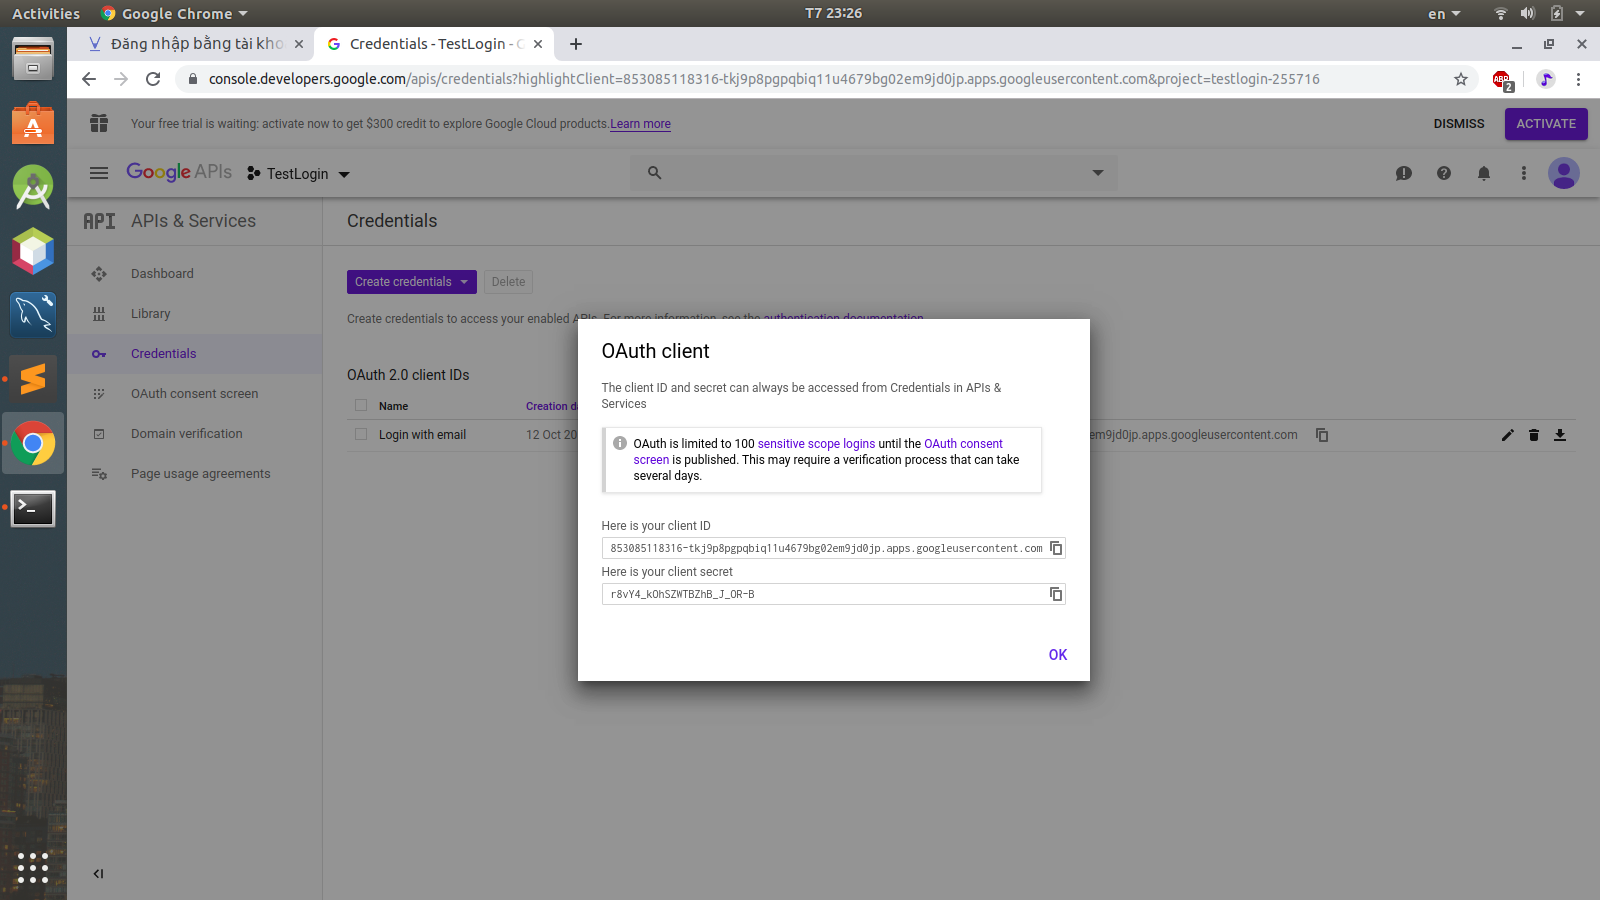 Activities
Google Chrome
T7 23:26
en
Đăng nhập bằng tài kho
Credentials - TestLogin -
console.developers.google.com/apis/credentials?highlightClient=853085118316-tkj9p8pgpqbiq11u4679bg02em9jd0jp.apps.googleusercontent.com&project=testlogin-255716
ABP
2
Your free trial is waiting: activate now to get $300 credit to explore Google Cloud products. Learn more
DISMISS
ACTIVATE
Google APIs
TestLogin
API
APIs & Services
Credentials
Dashboard
Library
Credentials
OAuth consent screen
Domain verification
Page usage agreements
Create credentials
Delete
Create credentials to access your enabled APIs. For more information, see the authentication documentation.
OAuth 2.0 client IDs
Name
Creation da
Login with email
12 Oct 20
em9jd0jp.apps.googleusercontent.com
OAuth client
The client ID and secret can always be accessed from Credentials in APIs &
Services
OAuth is limited to 100 sensitive scope logins until the OAuth consent
screen is published. This may require a verification process that can take
several days.
Here is your client ID
853085118316-tkj9p8pgpqbiq11u4679bg02em9jd0jp.apps.googleusercontent.com
Here is your client secret
r8vY4_kOhSZWTBZhB_J_OR-B
OK